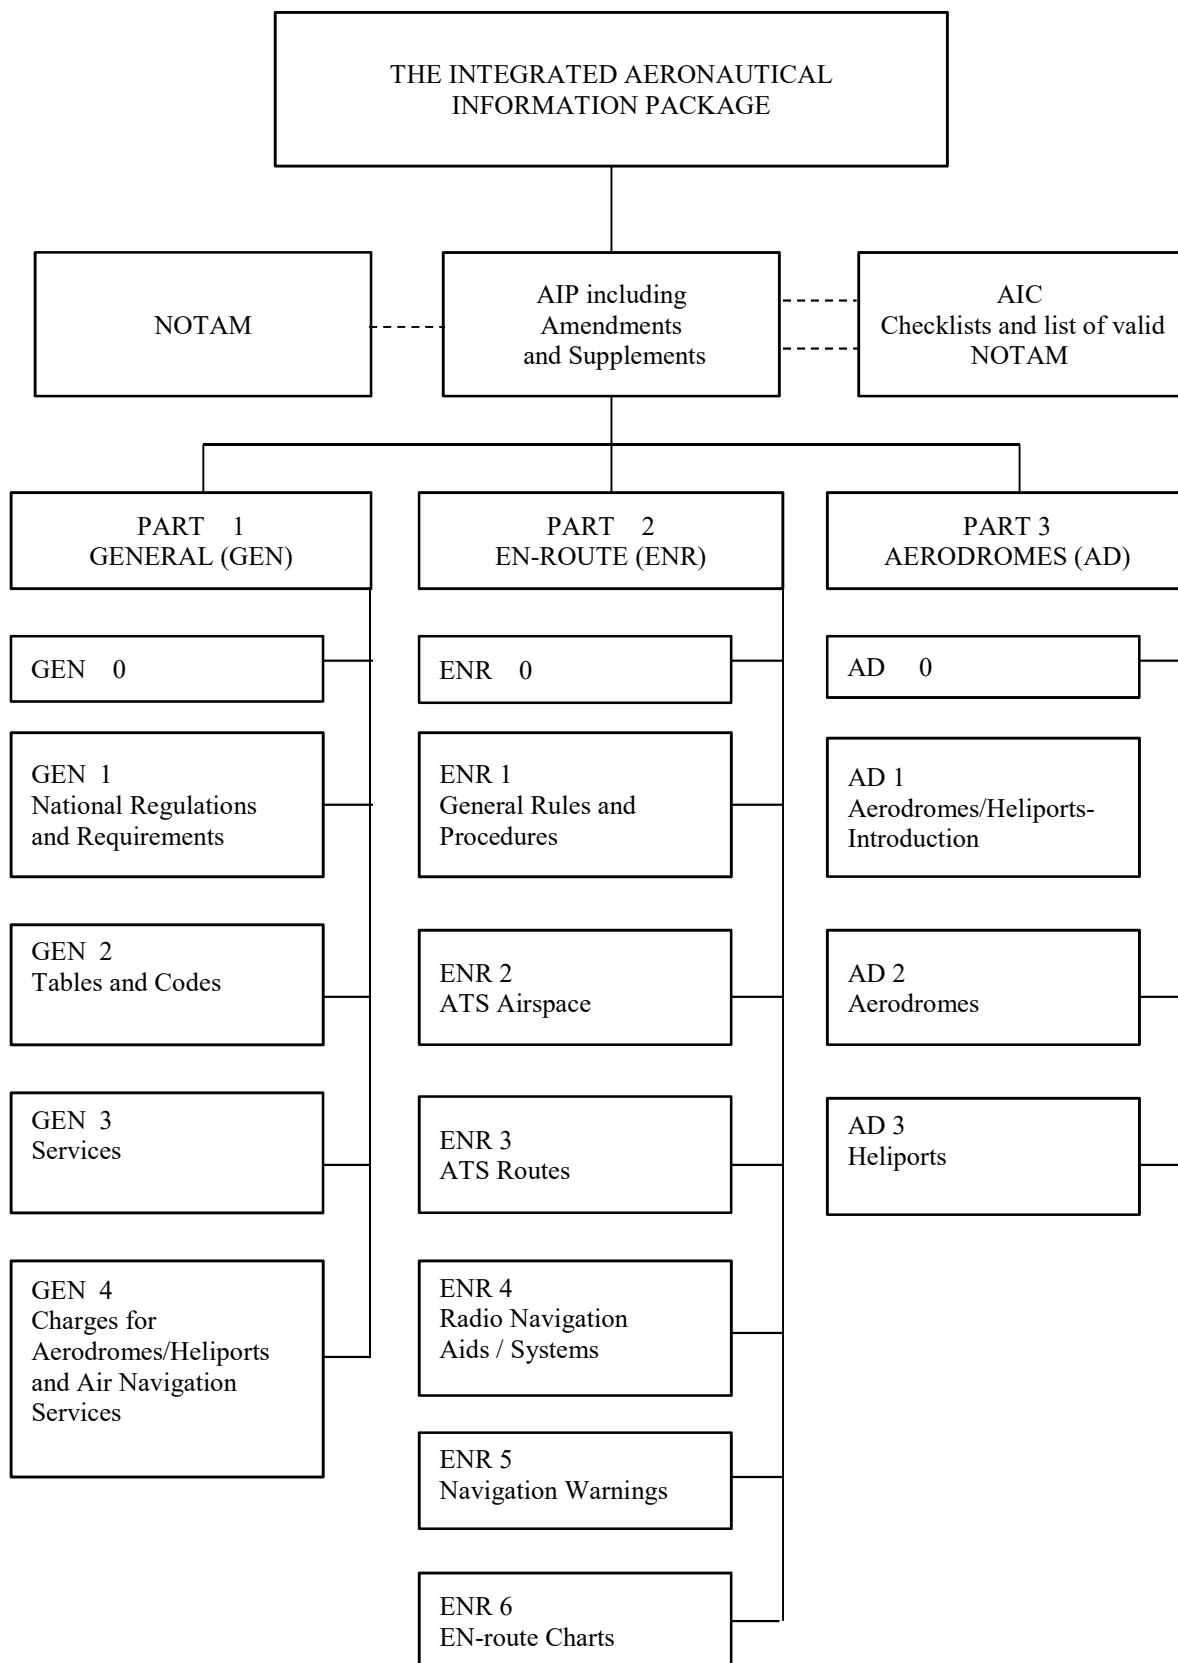 THE INTEGRATED AERONAUTICAL
INFORMATION PACKAGE
NOTAM
AIP including
Amendments
and Supplements
AIC
Checklists and list of valid
NOTAM
PART 1
GENERAL (GEN)
PART 2
EN-ROUTE (ENR)
PART 3
AERODROMES (AD)
GEN 0
GEN 1
National Regulations
and Requirements
GEN 2
Tables and Codes
GEN 3
Services
GEN 4
Charges for
Aerodromes/Heliports
and Air Navigation
Services
ENR 0
ENR 1
General Rules and
Procedures
ENR 2
ATS Airspace
ENR 3
ATS Routes
ENR 4
Radio Navigation
Aids / Systems
ENR 5
Navigation Warnings
ENR 6
EN-route Charts
AD 0
AD 1
Aerodromes/Heliports-
Introduction
AD 2
Aerodromes
AD 3
Heliports